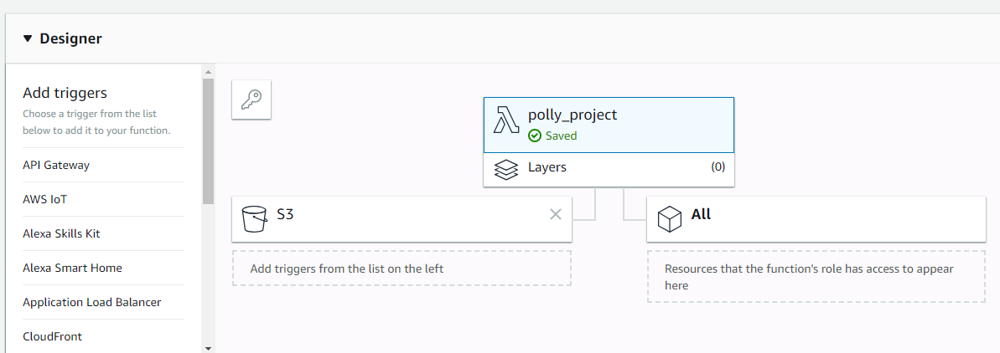 Designer
Add triggers
Choose a trigger from the list
below to add it to your function.
API Gateway
AWS IoT
Alexa Skills Kit
Alexa Smart Home
Application Load Balancer
CloudFront
polly_project
Saved
Layers (0)
S3
Add triggers from the list on the left
All
Resources that the function's role has access to appear
here